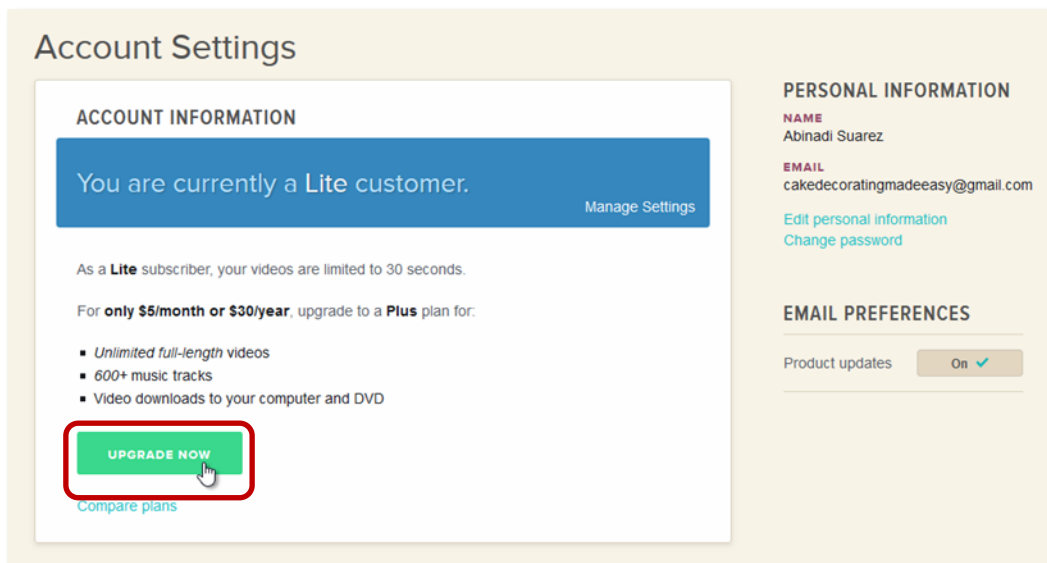 Account Settings
ACCOUNT INFORMATION
You are currently a Lite customer.
Manage Settings
As a Lite subscriber, your videos are limited to 30 seconds.
For only $5/month or $30/year, upgrade to a Plus plan for:
Unlimited full-length videos
600+ music tracks
Video downloads to your computer and DVD
UPGRADE NOW
Compare plans
PERSONAL INFORMATION
NAME
Abinadi Suarez
EMAIL
cakedecoratingmadeeasy@gmail.com
Edit personal information
Change password
EMAIL PREFERENCES
Product updates On